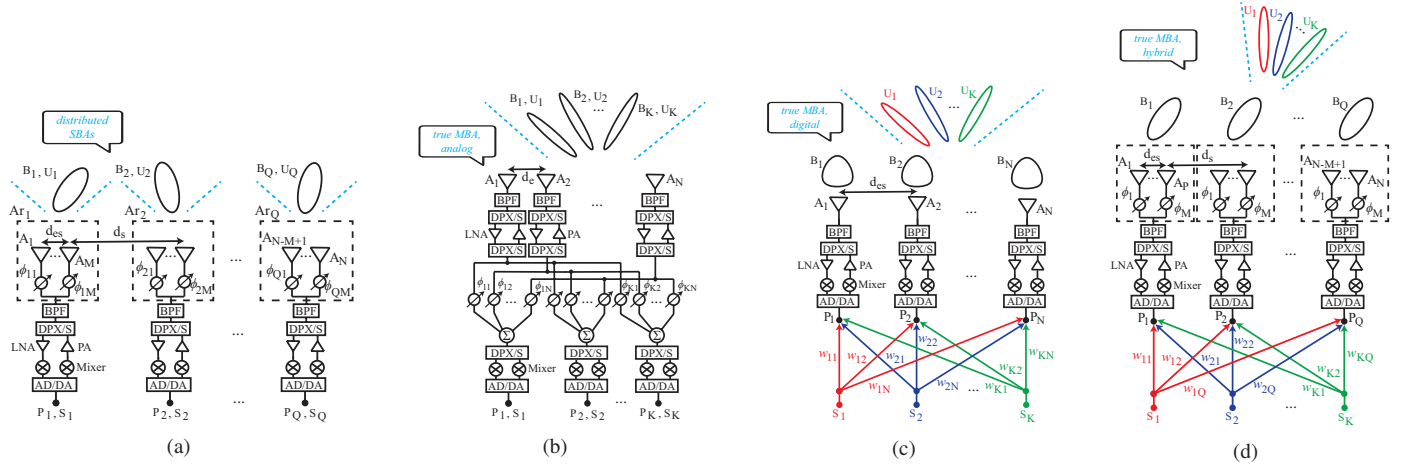 distributed
SBAs
B1, U1
B2, U2
BQ, UQ
Ar1
Ar2
ArQ
A1
des
ds
AN-M+1
AM
AN
...
...
...
...
ϕ11
ϕ1M
ϕ21
ϕ2M
ϕQ1
ϕQM
BPF
BPF
BPF
DPX/S
DPX/S
DPX/S
LNA
PA
...
Mixer
AD/DA
AD/DA
AD/DA
P1, S1
P2, S2
...
PQ, SQ
(a)
true MBA,
analog
B1, U1
B2, U2
...
BK, UK
de
A1
A2
AN
BPF
BPF
...
BPF
DPX/S
DPX/S
DPX/S
LNA
PA
DPX/S
DPX/S
DPX/S
ϕ11
ϕ12
ϕ1N
ϕK1
ϕK2
ϕKN
...
...
...
Σ
Σ
Σ
DPX/S
DPX/S
DPX/S
Mixer
...
AD/DA
AD/DA
AD/DA
P1, S1
P2, S2
...
PK, SK
(b)
true MBA,
digital
U1
U2
...
UK
B1
B2
BN
des
A1
A2
...
AN
BPF
BPF
BPF
DPX/S
DPX/S
DPX/S
LNA
PA
...
Mixer
AD/DA
AD/DA
AD/DA
P1
P2
PN
w11
w12
w21
w22
wKN
wK2
w1N
w2N
...
wK1
S1
S2
SK
(c)
true MBA,
hybrid
U1
U2
...
UK
B1
B2
...
BQ
A1
des
ds
AN-M+1
...
AP
...
...
AN
ϕ1
ϕM
ϕ1
ϕM
...
ϕ1
ϕM
BPF
BPF
BPF
DPX/S
DPX/S
DPX/S
LNA
PA
...
Mixer
AD/DA
AD/DA
AD/DA
P1
P2
PQ
w11
w12
w21
w22
wKQ
wK2
w1Q
w2Q
wK1
S1
S2
...
SK
(d)